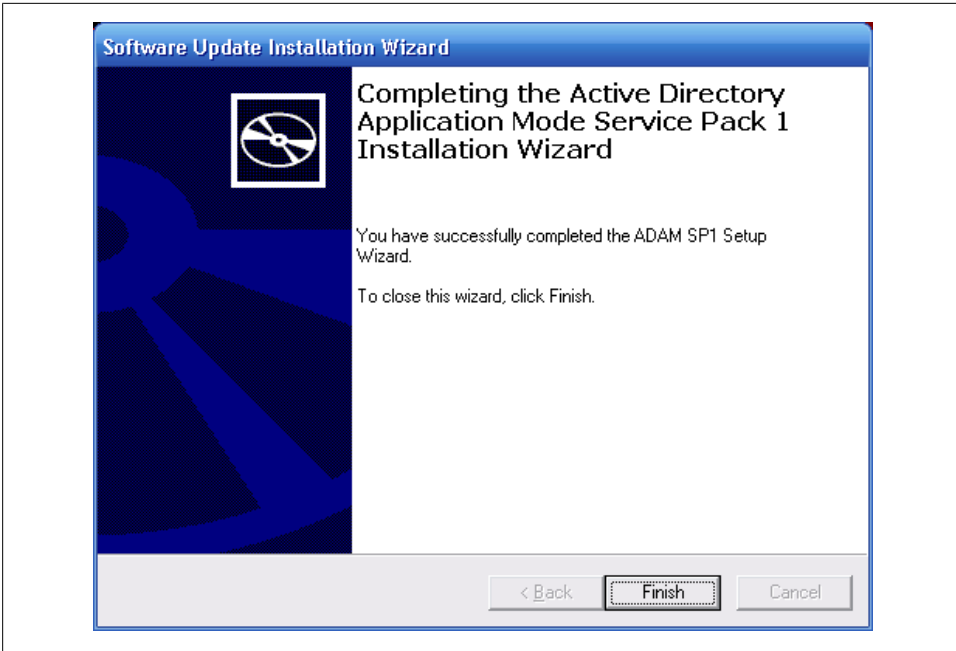 Software Update Installation Wizard
Completing the Active Directory
Application Mode Service Pack 1
Installation Wizard
You have successfully completed the ADAM SP1 Setup
Wizard.
To close this wizard, click Finish.
< Back Finish Cancel